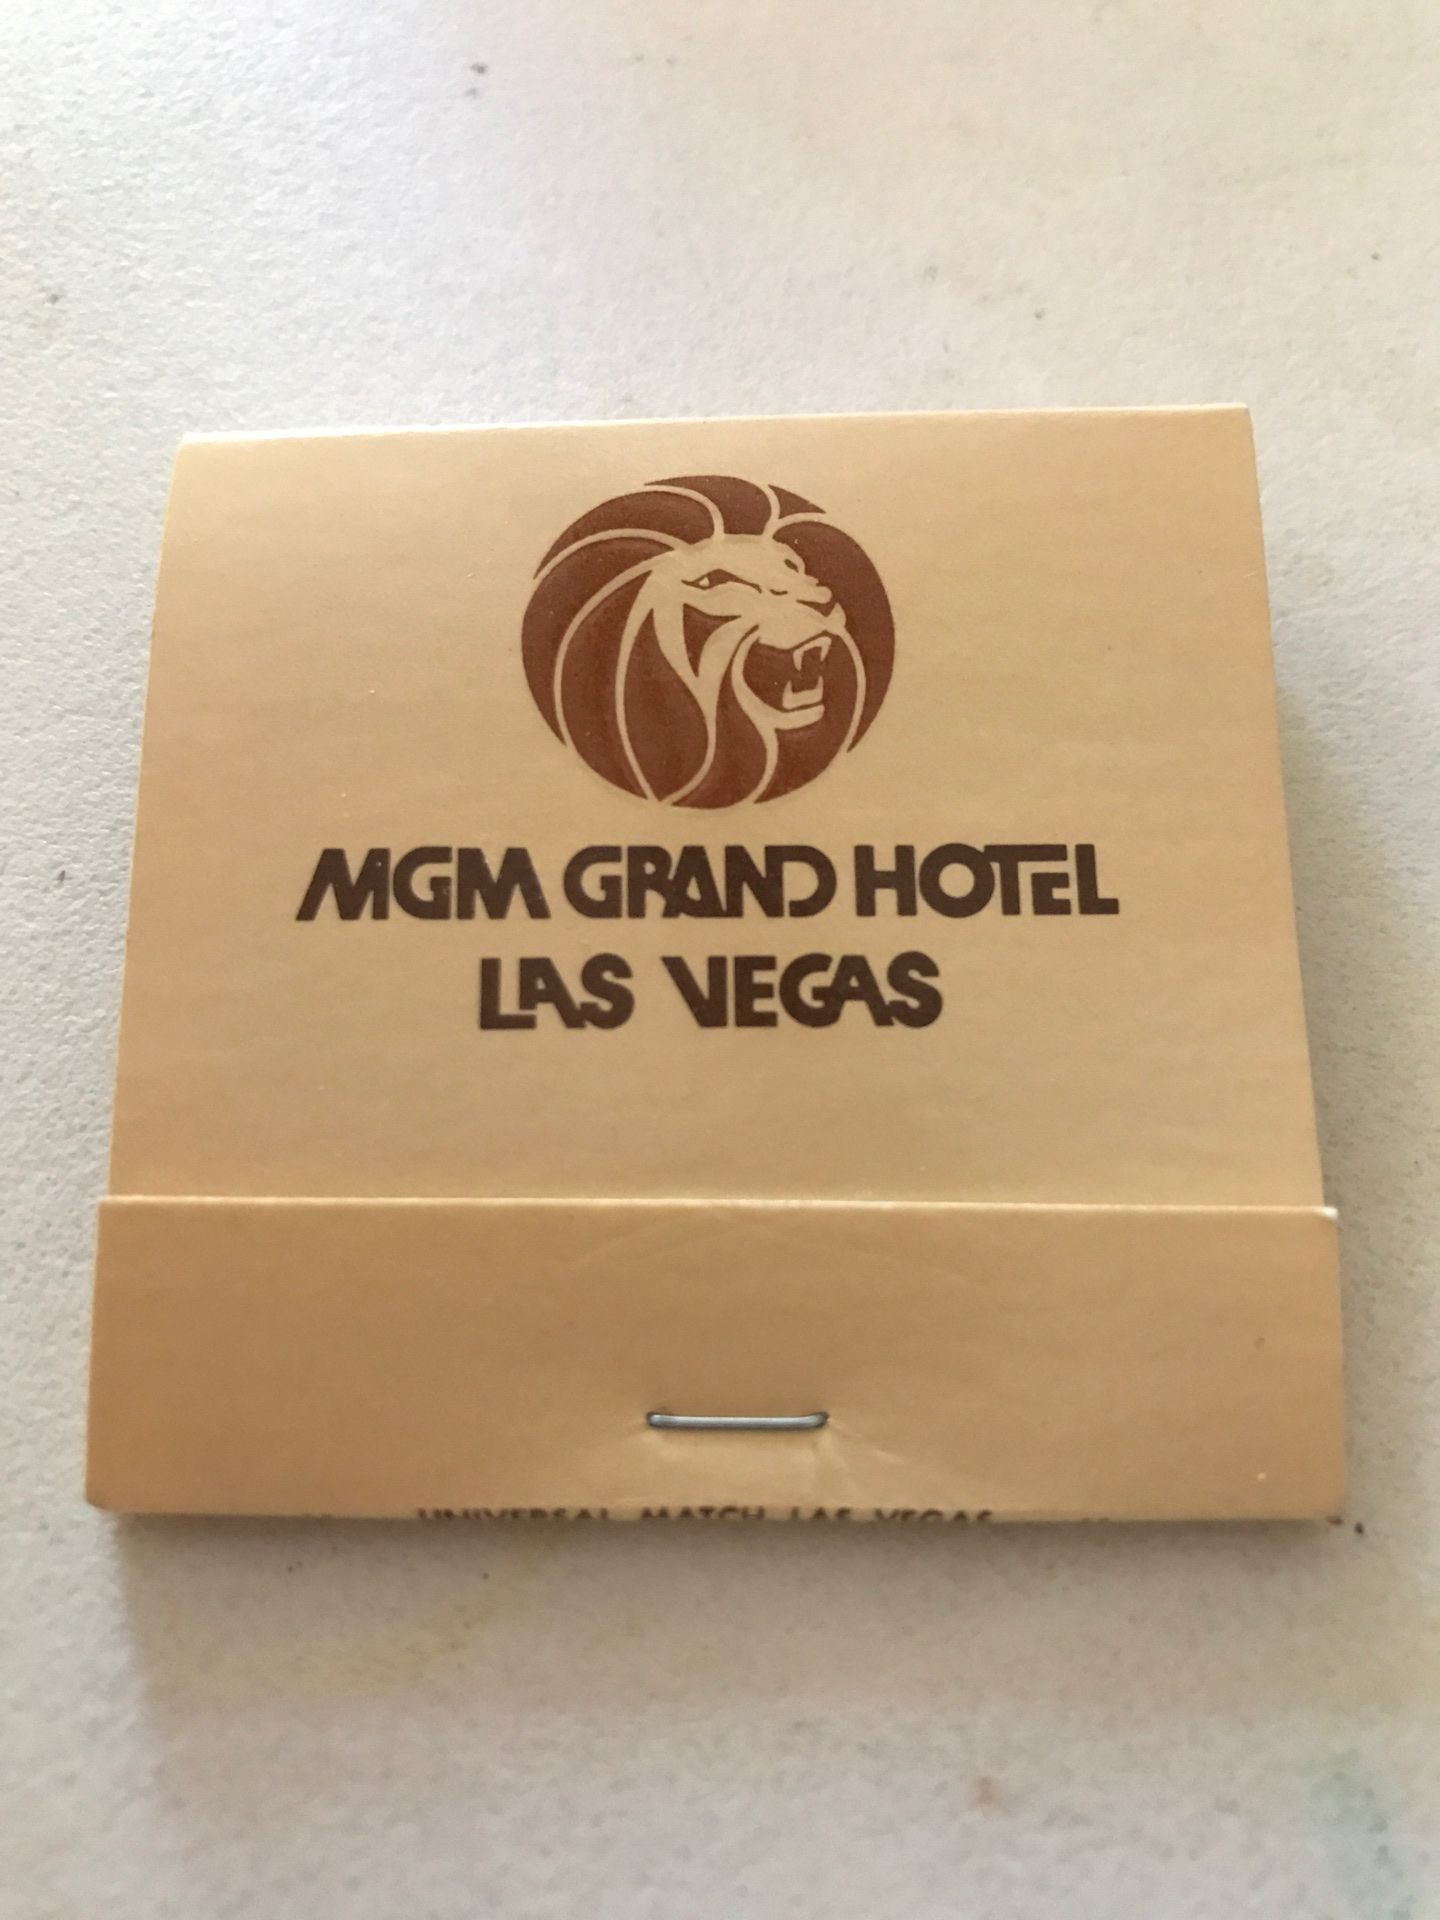 MGM GRAND HOTEL
LAS VEGAS
UNIVERSAL MATCH LAS VEGAS